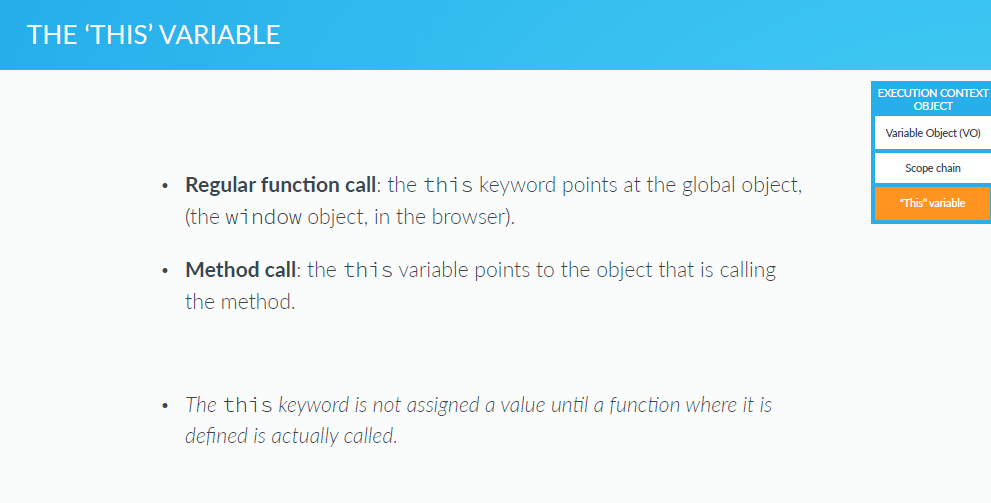 THE ‘THIS’ VARIABLE
EXECUTION CONTEXT
OBJECT
Variable Object (VO)
Scope chain
“This” variable
• Regular function call: the this keyword points at the global object,
(the window object, in the browser).
• Method call: the this variable points to the object that is calling
the method.
• The this keyword is not assigned a value until a function where it is
defined is actually called.